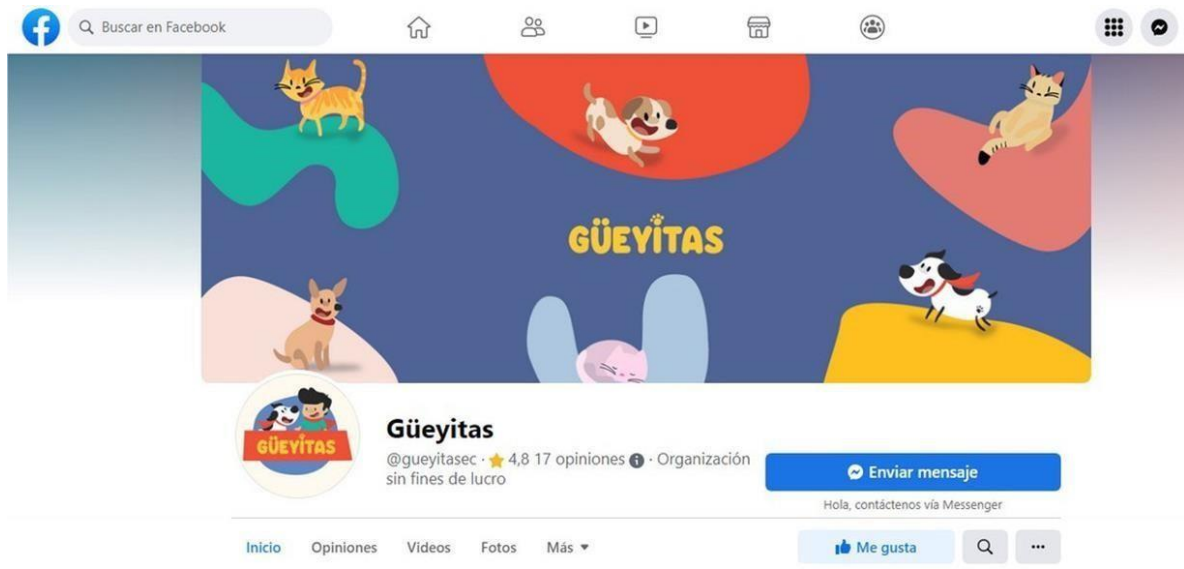 Buscar en Facebook
GÜEYITAS
GÜEYITAS
Güeyitas
@gueyitasec · 4,8 17 opiniones · Organización
sin fines de lucro
Enviar mensaje
Hola, contáctenos vía Messenger
Inicio Opiniones Videos Fotos Más
Me gusta